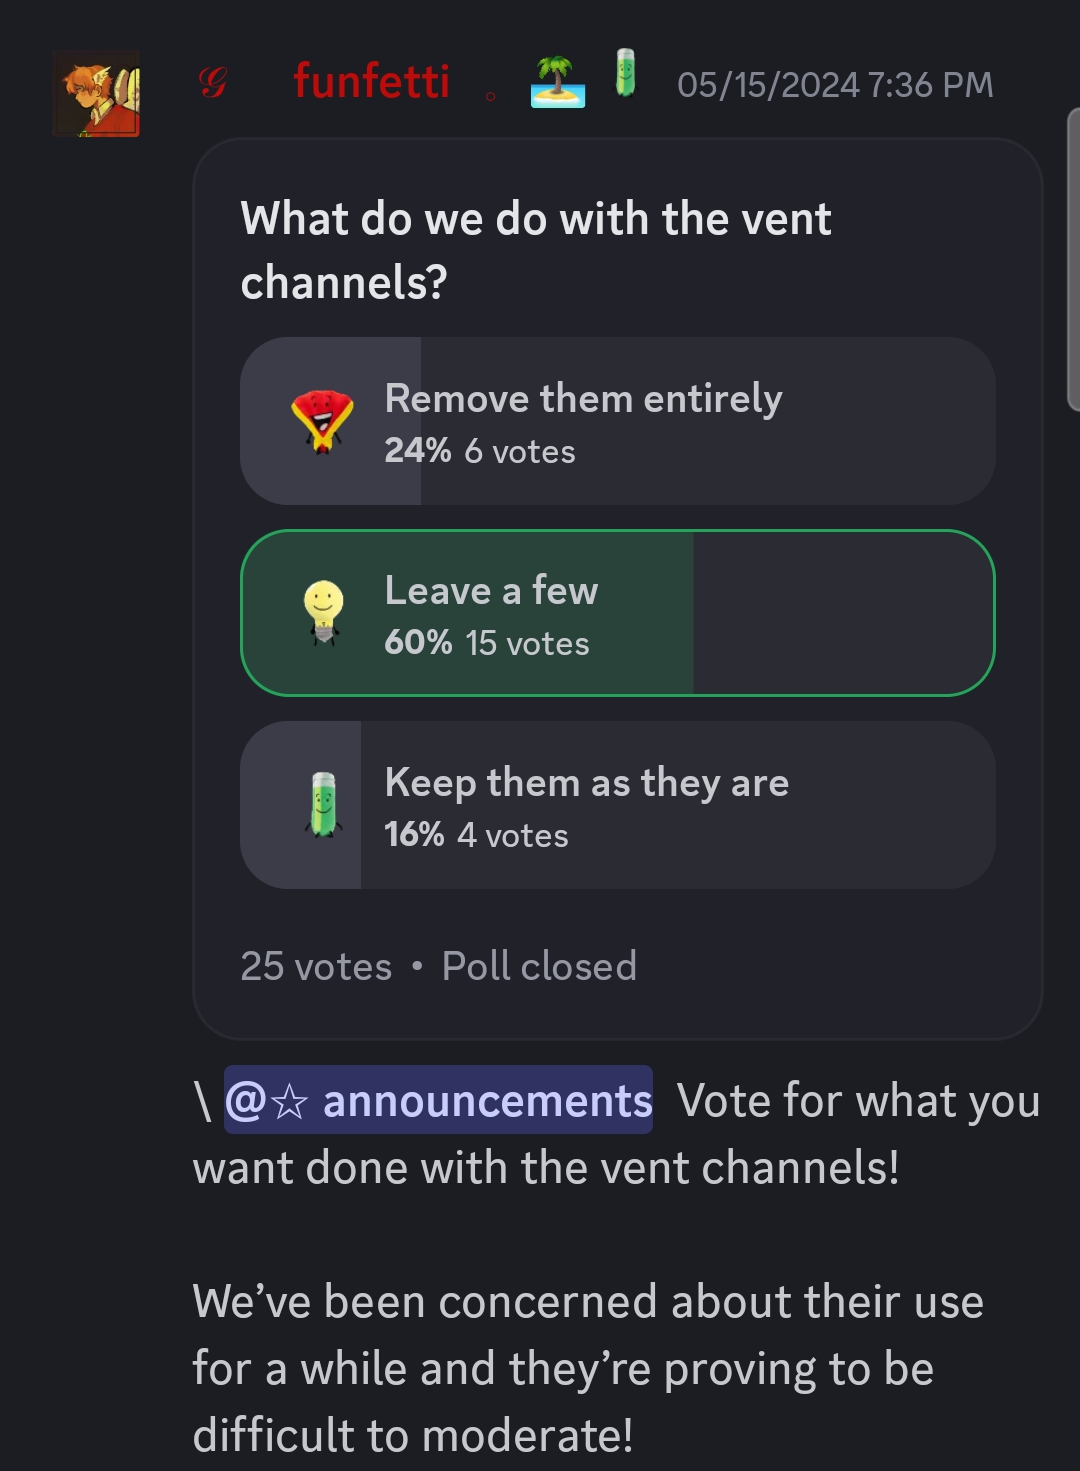 𝒢 funfetti 。 🏝️ 05/15/2024 7:36 PM
What do we do with the vent
channels?
Remove them entirely
24% 6 votes
Leave a few
60% 15 votes
Keep them as they are
16% 4 votes
25 votes • Poll closed
\ @☆ announcements Vote for what you
want done with the vent channels!
We’ve been concerned about their use
for a while and they’re proving to be
difficult to moderate!